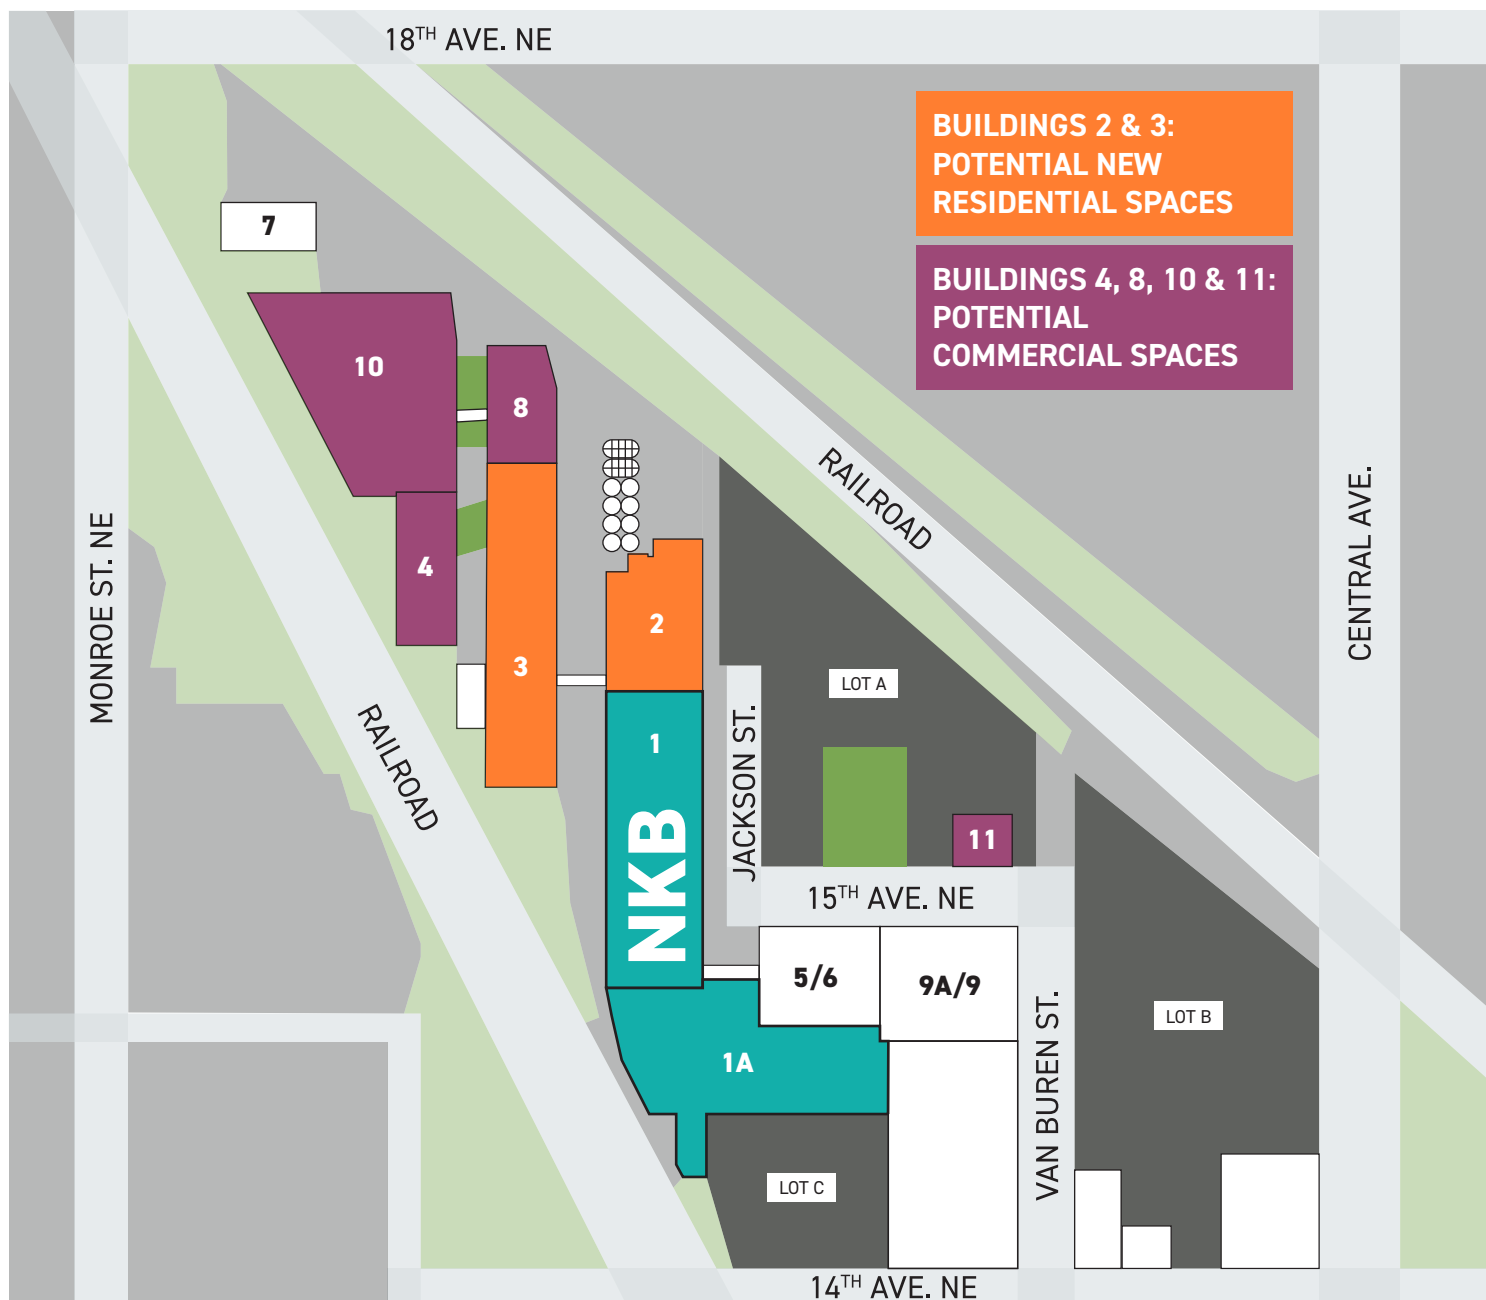 18TH AVE. NE
BUILDINGS 2 & 3:
POTENTIAL NEW
RESIDENTIAL SPACES
BUILDINGS 4, 8, 10 & 11:
POTENTIAL
COMMERCIAL SPACES
7
10
8
4
3
2
1
NKB
1A
5/6
9A/9
11
LOT A
LOT B
LOT C
MONROE ST. NE
RAILROAD
RAILROAD
JACKSON ST.
15TH AVE. NE
VAN BUREN ST.
CENTRAL AVE.
14TH AVE. NE